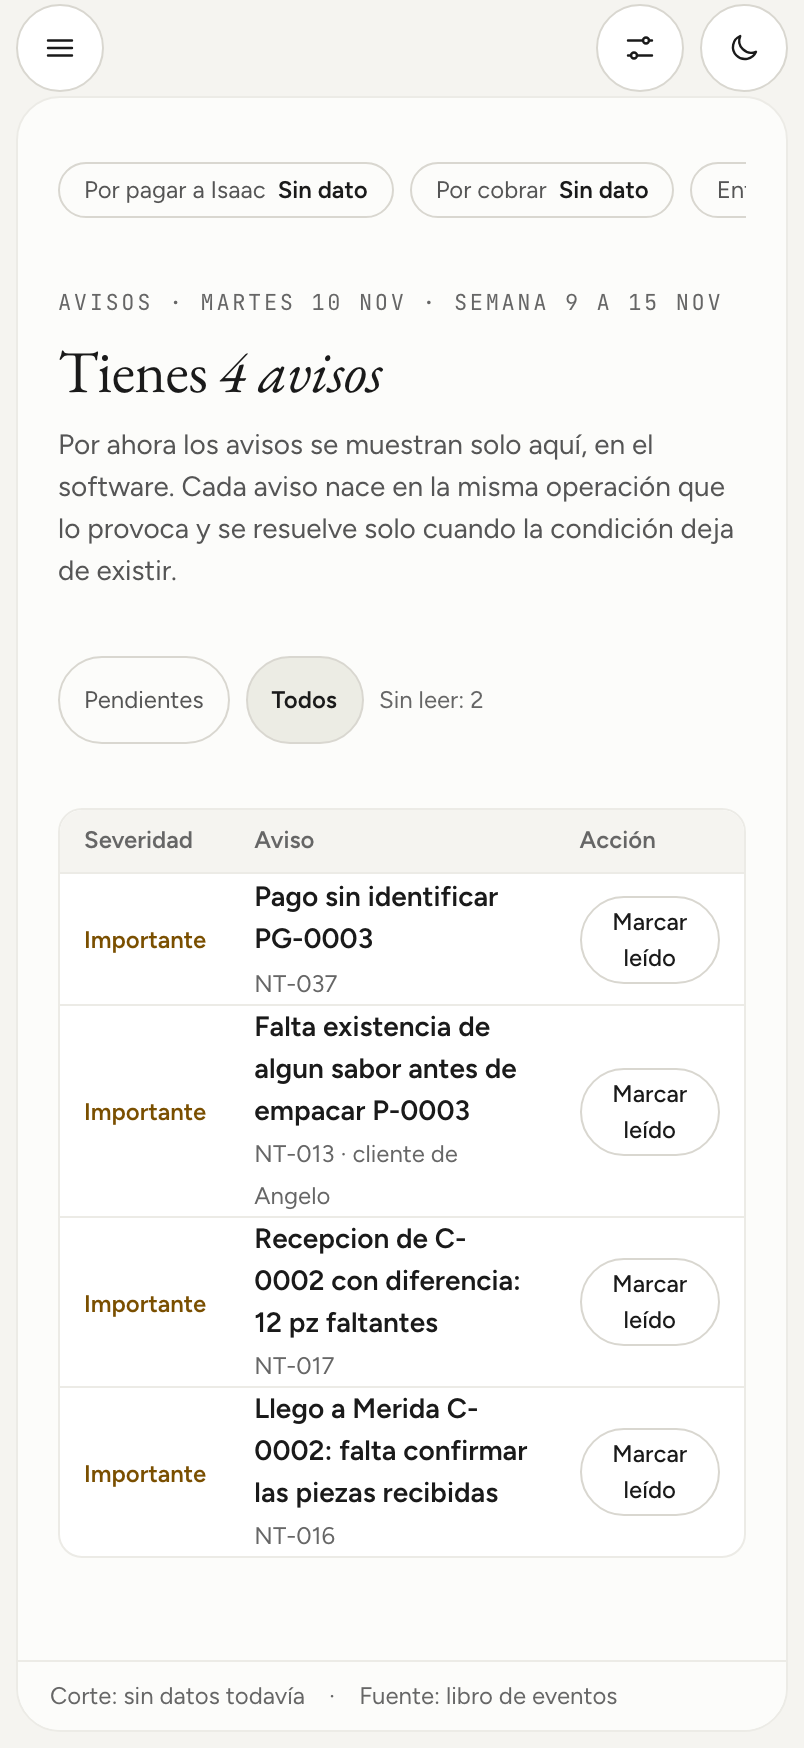 Por pagar a Isaac Sin dato
Por cobrar Sin dato
AVISOS · MARTES 10 NOV · SEMANA 9 A 15 NOV
Tienes 4 avisos
Por ahora los avisos se muestran solo aquí, en el
software. Cada aviso nace en la misma operación que
lo provoca y se resuelve solo cuando la condición deja
de existir.
Pendientes
Todos
Sin leer: 2
Severidad Aviso Acción
Importante
Pago sin identificar
PG-0003
NT-037
Marcar
leído
Importante
Falta existencia de
algun sabor antes de
empacar P-0003
NT-013 · cliente de
Angelo
Marcar
leído
Importante
Recepcion de C-
0002 con diferencia:
12 pz faltantes
NT-017
Marcar
leído
Importante
Llego a Merida C-
0002: falta confirmar
las piezas recibidas
NT-016
Marcar
leído
Corte: sin datos todavía · Fuente: libro de eventos